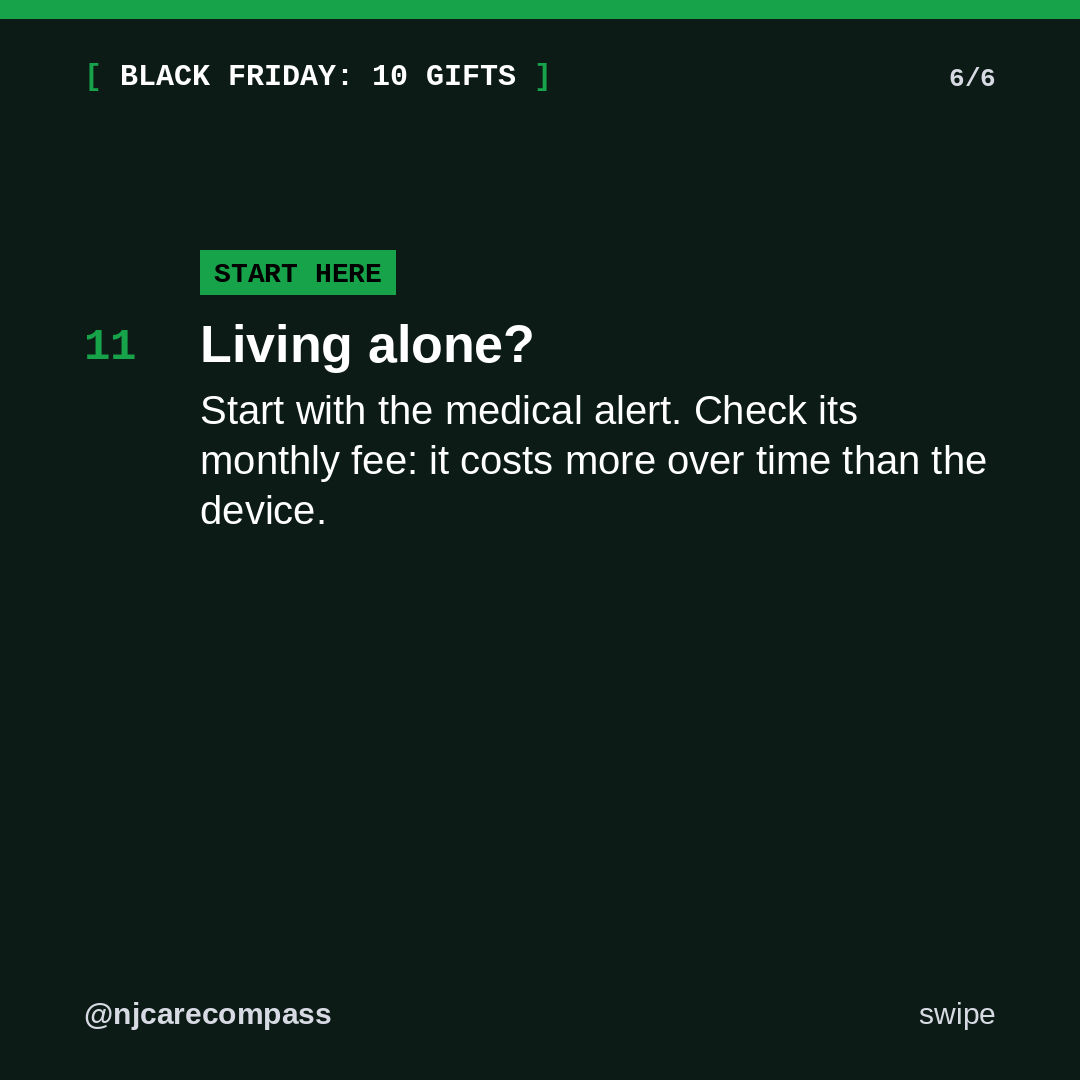 [ BLACK FRIDAY: 10 GIFTS ]
6/6
START HERE
11
Living alone?
Start with the medical alert. Check its
monthly fee: it costs more over time than the
device.
@njcarecompass
swipe